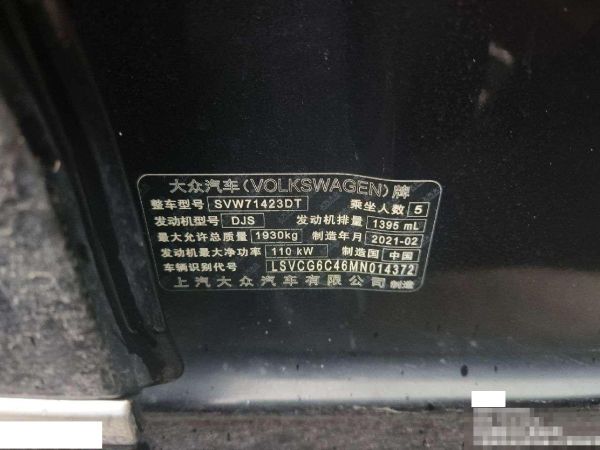 大众汽车(VOLKSWAGEN)牌
整车型号 SVW71423DT 乘坐人数 5
发动机型号 DJS 发动机排量 1395 mL
最大允许总质量 1930kg 制造年月 2021-02
发动机最大净功率 110 kW 制造国 中国
车辆识别代号 LSVCG6C46MN014372
上汽大众汽车有限公司 制造